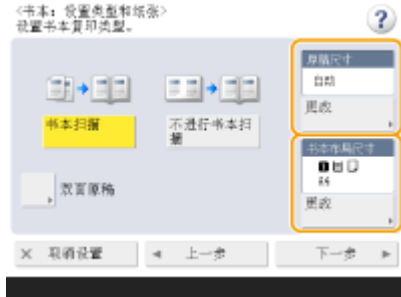 <书本：设置类型和纸张>
设置书本复印类型。
?
原稿尺寸
自动
更改
书本扫描
不进行书本扫
描
书本布局尺寸
1
双页原稿
更改
× 取消设置
上一步
下一步